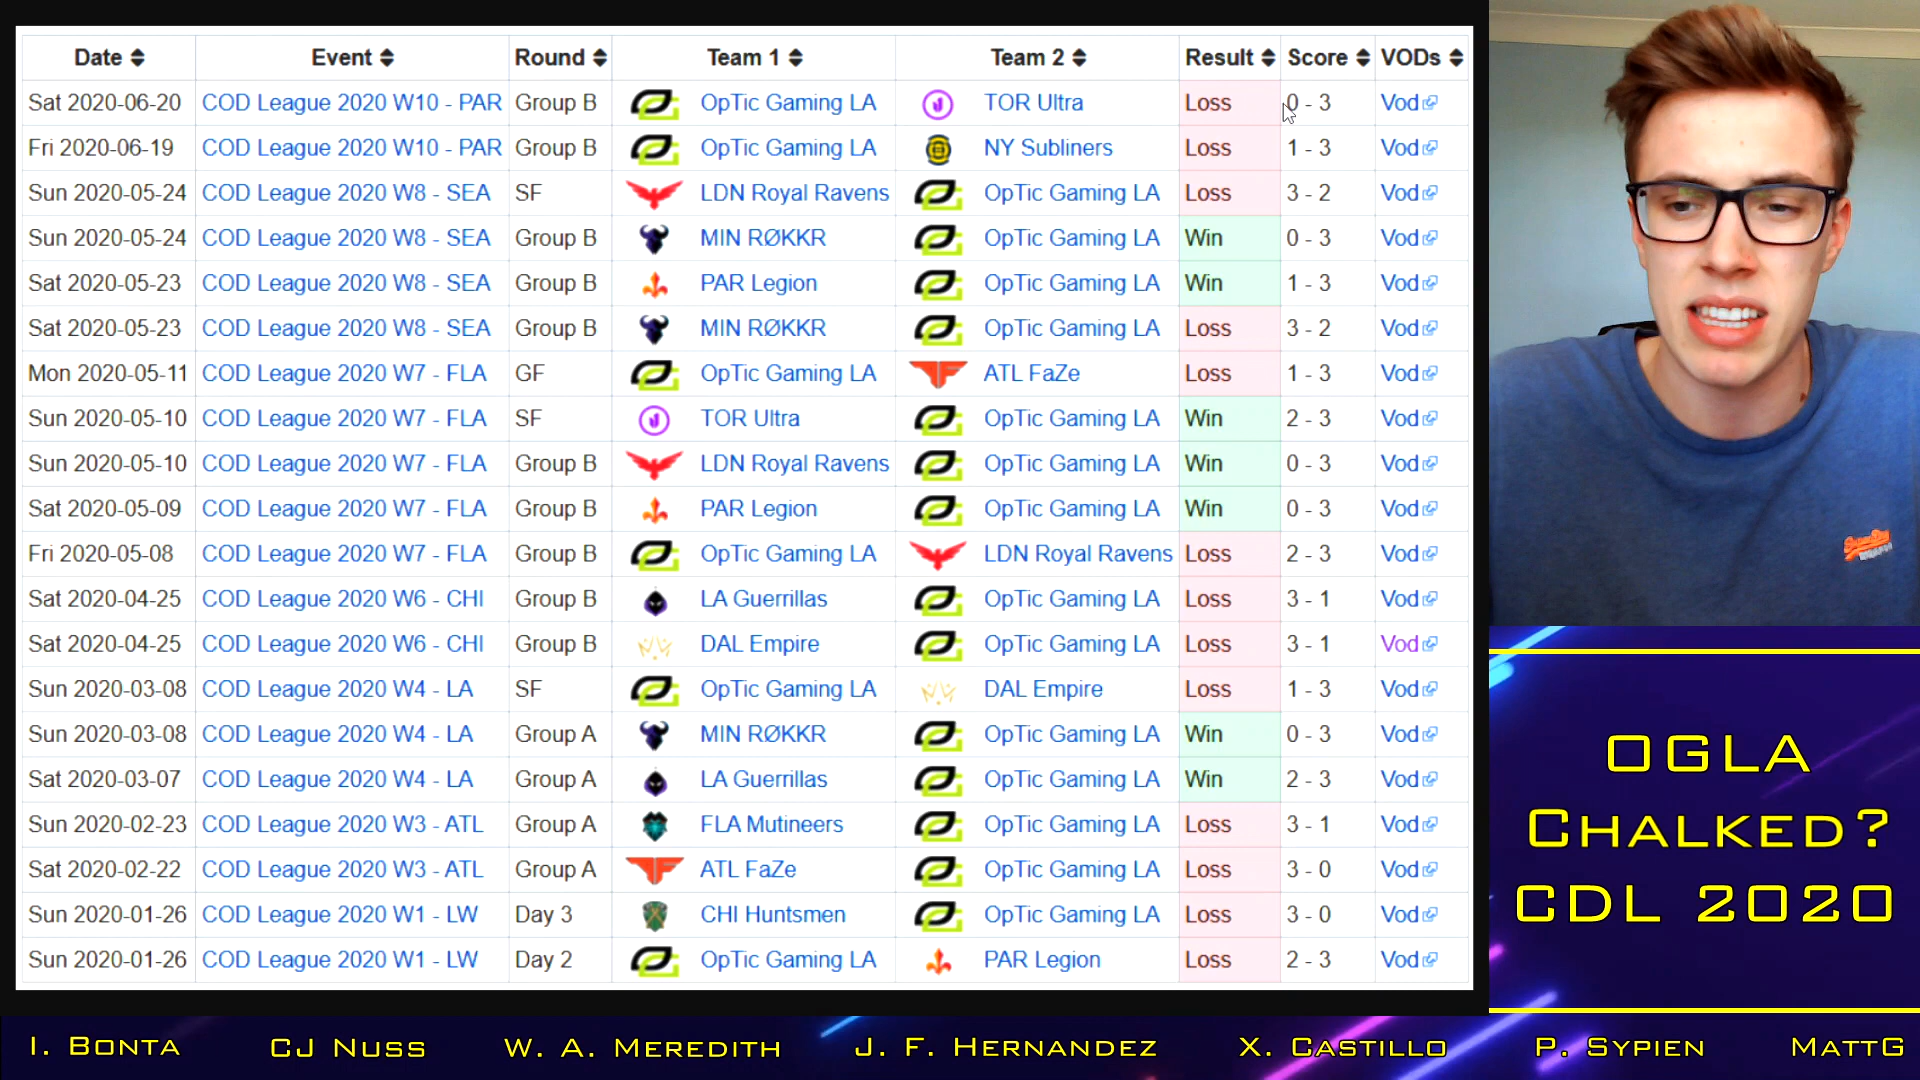 Date Event Round Team 1 Team 2 Result Score VODs
Sat 2020-06-20 COD League 2020 W10 - PAR Group B OpTic Gaming LA TOR Ultra Loss 0 - 3 Vod
Fri 2020-06-19 COD League 2020 W10 - PAR Group B OpTic Gaming LA NY Subliners Loss 1 - 3 Vod
Sun 2020-05-24 COD League 2020 W8 - SEA SF LDN Royal Ravens OpTic Gaming LA Loss 3 - 2 Vod
Sun 2020-05-24 COD League 2020 W8 - SEA Group B MIN RØKKR OpTic Gaming LA Win 0 - 3 Vod
Sat 2020-05-23 COD League 2020 W8 - SEA Group B PAR Legion OpTic Gaming LA Win 1 - 3 Vod
Sat 2020-05-23 COD League 2020 W8 - SEA Group B MIN RØKKR OpTic Gaming LA Loss 3 - 2 Vod
Mon 2020-05-11 COD League 2020 W7 - FLA GF OpTic Gaming LA ATL FaZe Loss 1 - 3 Vod
Sun 2020-05-10 COD League 2020 W7 - FLA SF TOR Ultra OpTic Gaming LA Win 2 - 3 Vod
Sun 2020-05-10 COD League 2020 W7 - FLA Group B LDN Royal Ravens OpTic Gaming LA Win 0 - 3 Vod
Sat 2020-05-09 COD League 2020 W7 - FLA Group B PAR Legion OpTic Gaming LA Win 0 - 3 Vod
Fri 2020-05-08 COD League 2020 W7 - FLA Group B OpTic Gaming LA LDN Royal Ravens Loss 2 - 3 Vod
Sat 2020-04-25 COD League 2020 W6 - CHI Group B LA Guerrillas OpTic Gaming LA Loss 3 - 1 Vod
Sat 2020-04-25 COD League 2020 W6 - CHI Group B DAL Empire OpTic Gaming LA Loss 3 - 1 Vod
Sun 2020-03-08 COD League 2020 W4 - LA SF OpTic Gaming LA DAL Empire Loss 1 - 3 Vod
Sun 2020-03-08 COD League 2020 W4 - LA Group A MIN RØKKR OpTic Gaming LA Win 0 - 3 Vod
Sat 2020-03-07 COD League 2020 W4 - LA Group A LA Guerrillas OpTic Gaming LA Win 2 - 3 Vod
Sun 2020-02-23 COD League 2020 W3 - ATL Group A FLA Mutineers OpTic Gaming LA Loss 3 - 1 Vod
Sat 2020-02-22 COD League 2020 W3 - ATL Group A ATL FaZe OpTic Gaming LA Loss 3 - 0 Vod
Sun 2020-01-26 COD League 2020 W1 - LW Day 3 CHI Huntsmen OpTic Gaming LA Loss 3 - 0 Vod
Sun 2020-01-26 COD League 2020 W1 - LW Day 2 OpTic Gaming LA PAR Legion Loss 2 - 3 Vod
OGLA
Chalked?
CDL 2020
I. Bonta CJ Nuss W. A. Meredith J. F. Hernandez X. Castillo P. Sypien MattG